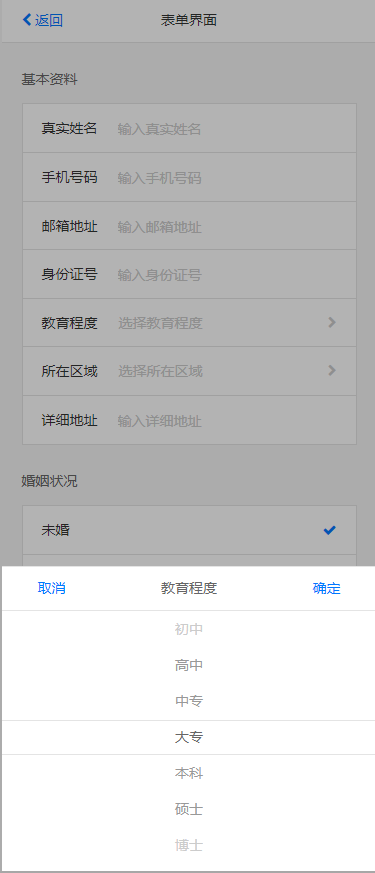 返回 表单界面
基本资料
真实姓名 输入真实姓名
手机号码 输入手机号码
邮箱地址 输入邮箱地址
身份证号 输入身份证号
教育程度 选择教育程度
所在区域 选择所在区域
详细地址 输入详细地址
婚姻状况
未婚
取消 教育程度 确定
初中
高中
中专
大专
本科
硕士
博士